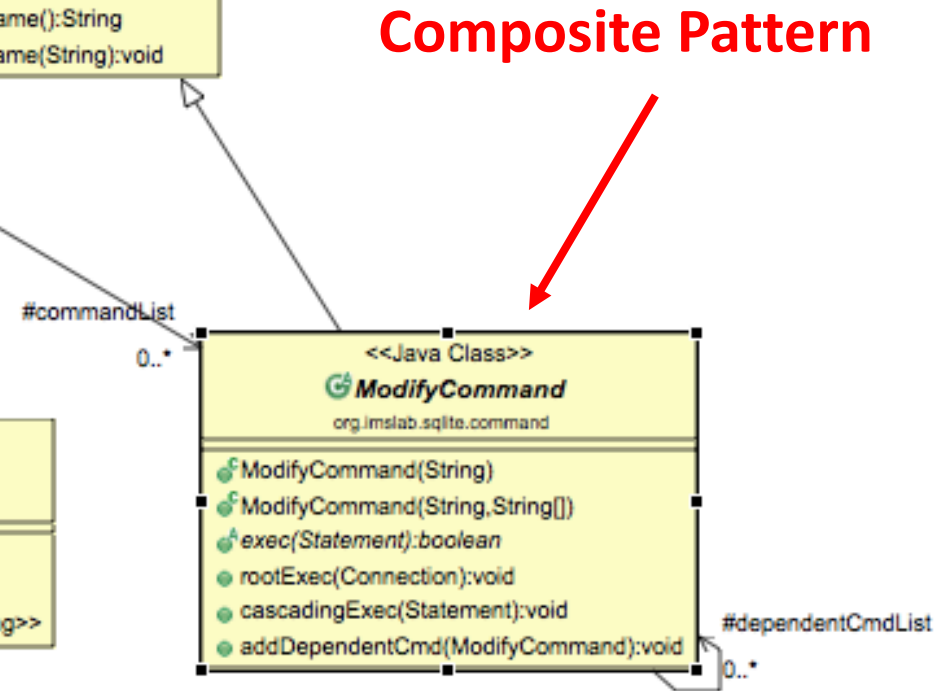 ame():String
ame(String):void
Composite Pattern
#commandList
0..*
<<Java Class>>
ModifyCommand
org.imslab.sqlite.command
ModifyCommand(String)
ModifyCommand(String,String[])
exec(Statement):boolean
rootExec(Connection):void
cascadingExec(Statement):void
addDependentCmd(ModifyCommand):void
g>>
#dependentCmdList
0..*